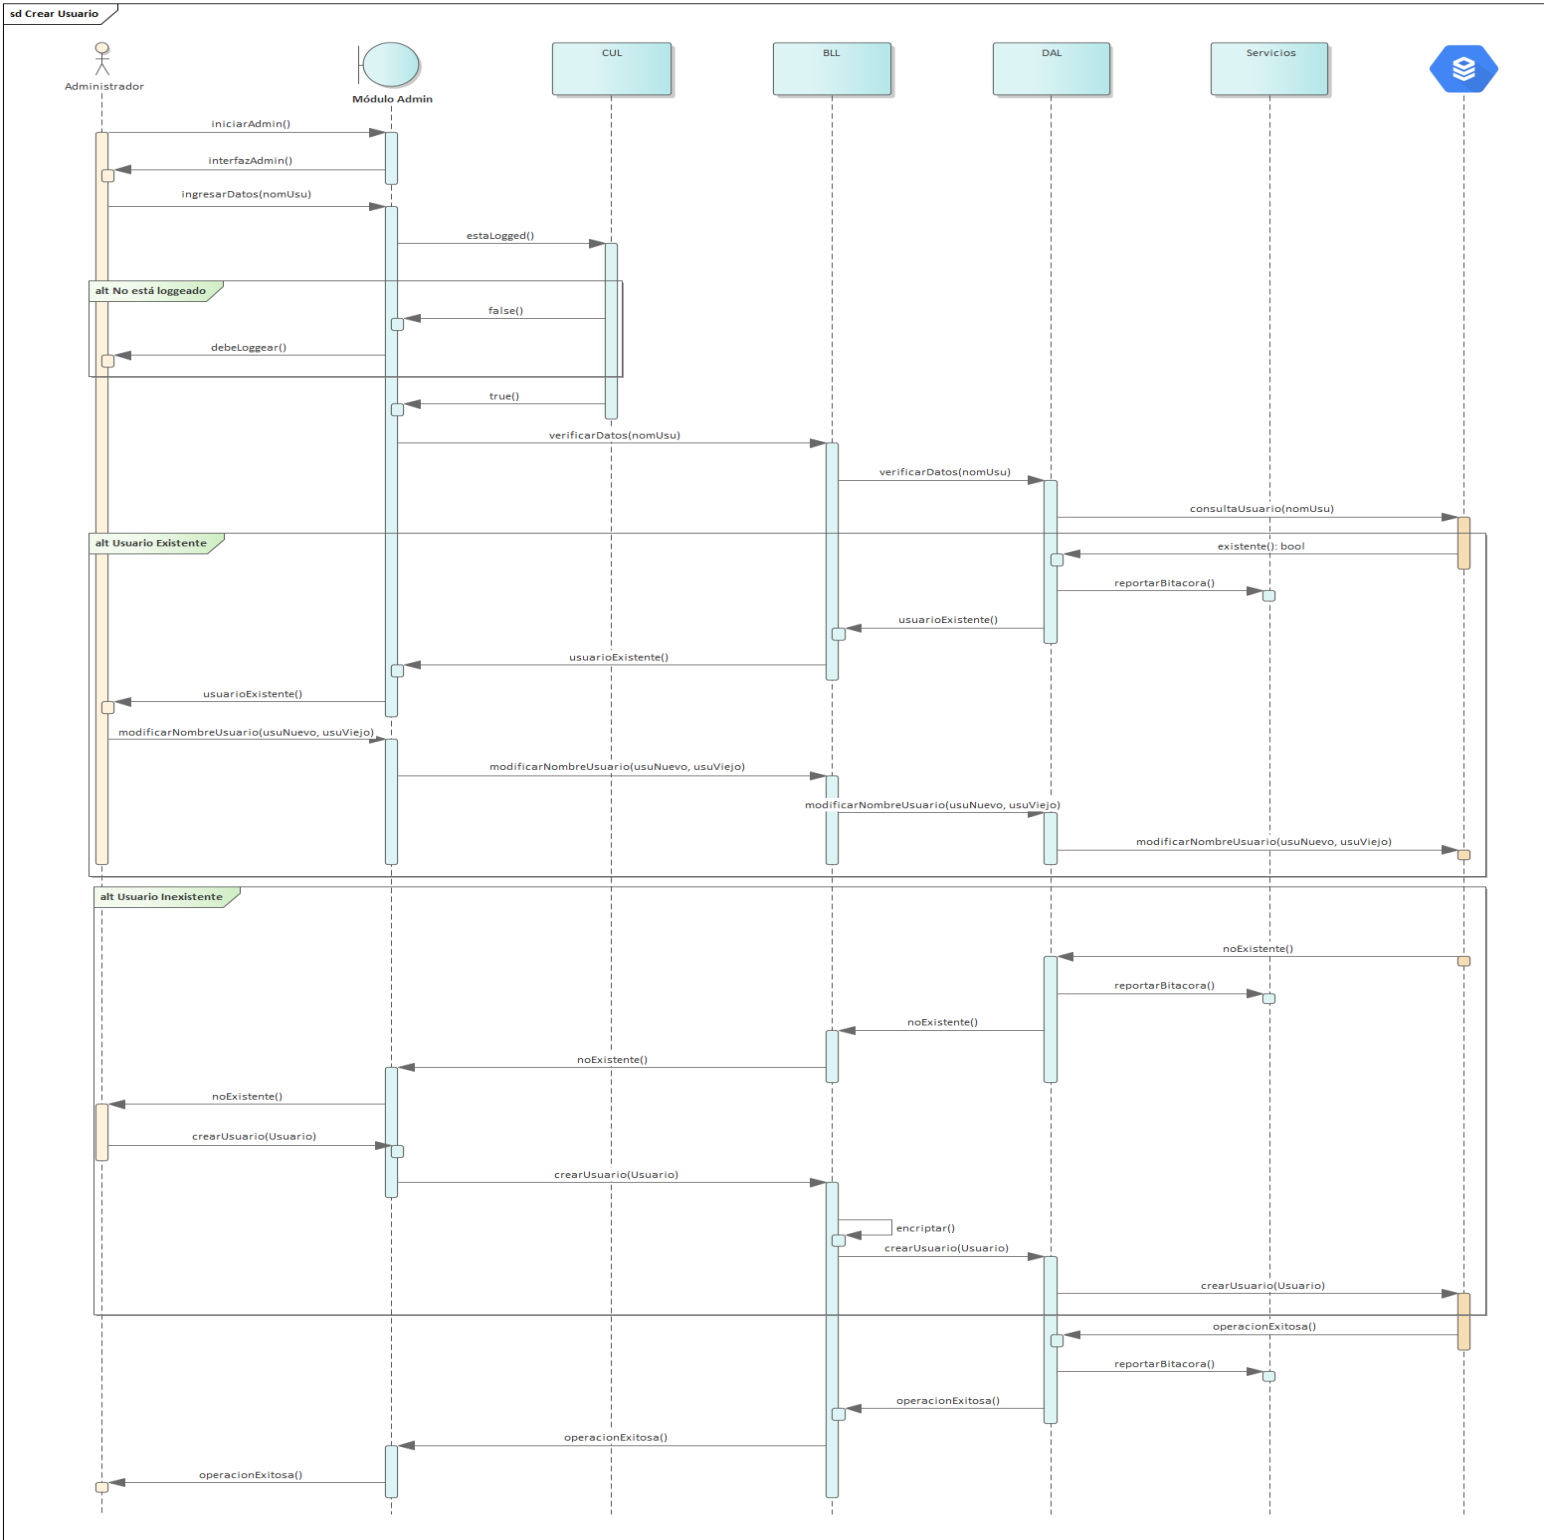 sd Crear Usuario
Administrador
Módulo Admin
CUL
BLL
DAL
Servicios
iniciarAdmin()
interfazAdmin()
ingresarDatos(nomUsu)
estaLogged()
alt No está loggeado
false()
debeLoggear()
true()
verificarDatos(nomUsu)
verificarDatos(nomUsu)
consultaUsuario(nomUsu)
alt Usuario Existente
existente(): bool
reportarBitacora()
usuarioExistente()
usuarioExistente()
usuarioExistente()
modificarNombreUsuario(usuNuevo, usuViejo)
modificarNombreUsuario(usuNuevo, usuViejo)
modificarNombreUsuario(usuNuevo, usuViejo)
modificarNombreUsuario(usuNuevo, usuViejo)
alt Usuario Inexistente
noExistente()
reportarBitacora()
noExistente()
noExistente()
noExistente()
crearUsuario(Usuario)
crearUsuario(Usuario)
encriptar()
crearUsuario(Usuario)
crearUsuario(Usuario)
operacionExitosa()
reportarBitacora()
operacionExitosa()
operacionExitosa()
operacionExitosa()